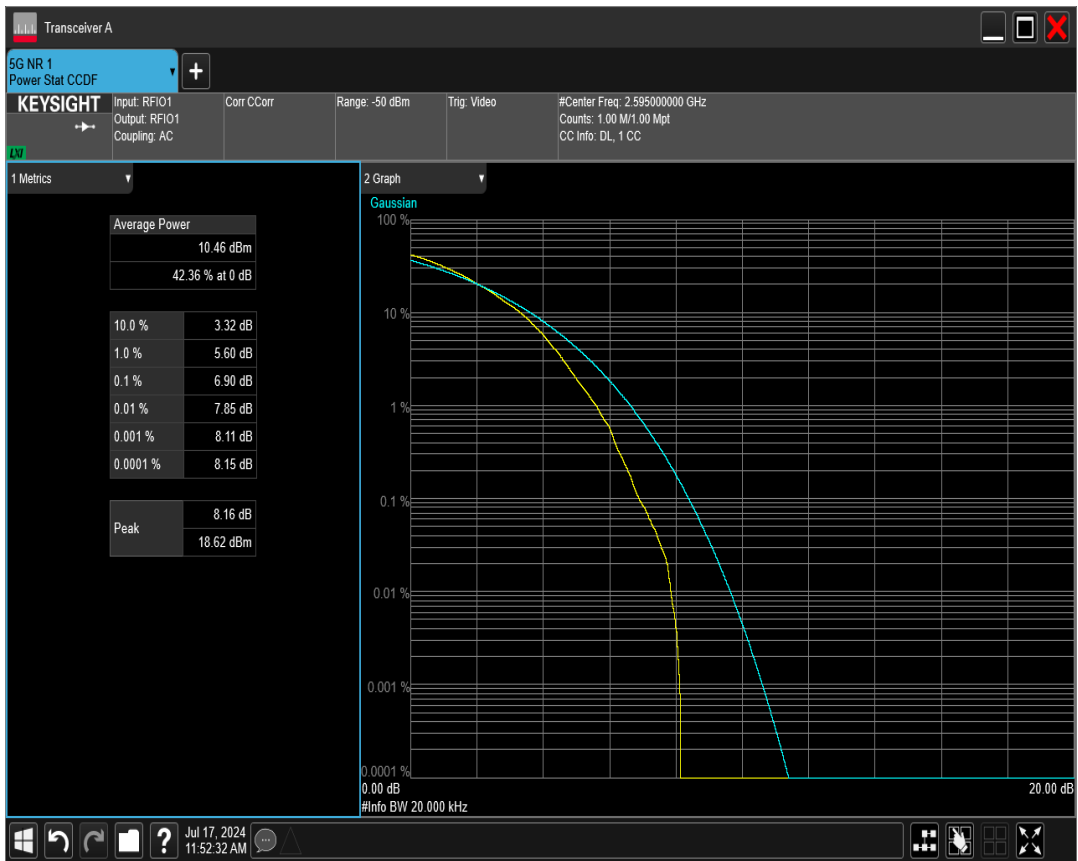 Transceiver A
5G NR 1
Power Stat CCDF
KEYSIGHT
LXI
Input: RFIO1
Output: RFIO1
Coupling: AC
Corr CCorr
Range: -50 dBm
Trig: Video
#Center Freq: 2.595000000 GHz
Counts: 1.00 M/1.00 Mpt
CC Info: DL, 1 CC
1 Metrics
Average Power
10.46 dBm
42.36 % at 0 dB
10.0 % 3.32 dB
1.0 % 5.60 dB
0.1 % 6.90 dB
0.01 % 7.85 dB
0.001 % 8.11 dB
0.0001 % 8.15 dB
Peak
8.16 dB
18.62 dBm
2 Graph
Gaussian
100 %
10 %
1 %
0.1 %
0.01 %
0.001 %
0.0001 %
0.00 dB 20.00 dB
#Info BW 20.000 kHz
?
Jul 17, 2024
11:52:32 AM